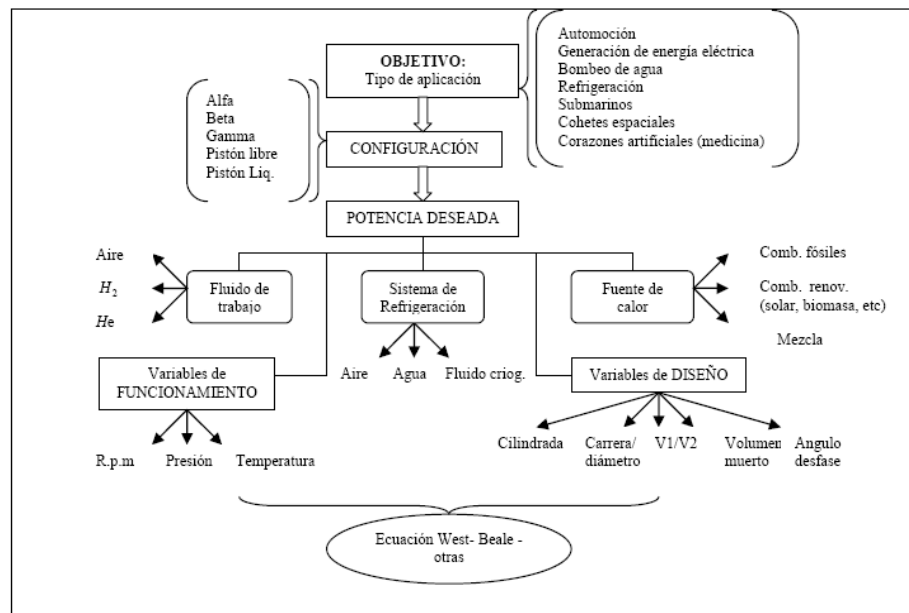 OBJETIVO:
Tipo de aplicación
Automoción
Generación de energía eléctrica
Bombeo de agua
Refrigeración
Submarinos
Cohetes espaciales
Corazones artificiales (medicina)
Alfa
Beta
Gamma
Pistón libre
Pistón Liq.
CONFIGURACIÓN
POTENCIA DESEADA
Aire
H₂
He
Fluido de
trabajo
Sistema de
Refrigeración
Fuente de
calor
Comb. fósiles
Comb. renov.
(solar, biomasa, etc)
Mezcla
Aire
Agua
Fluido criog.
Variables de
FUNCIONAMIENTO
Variables de DISEÑO
R.p.m
Presión
Temperatura
Cilindrada
Carrera/
diámetro
V1/V2
Volumen
muerto
Angulo
desfase
Ecuación West- Beale -
otras